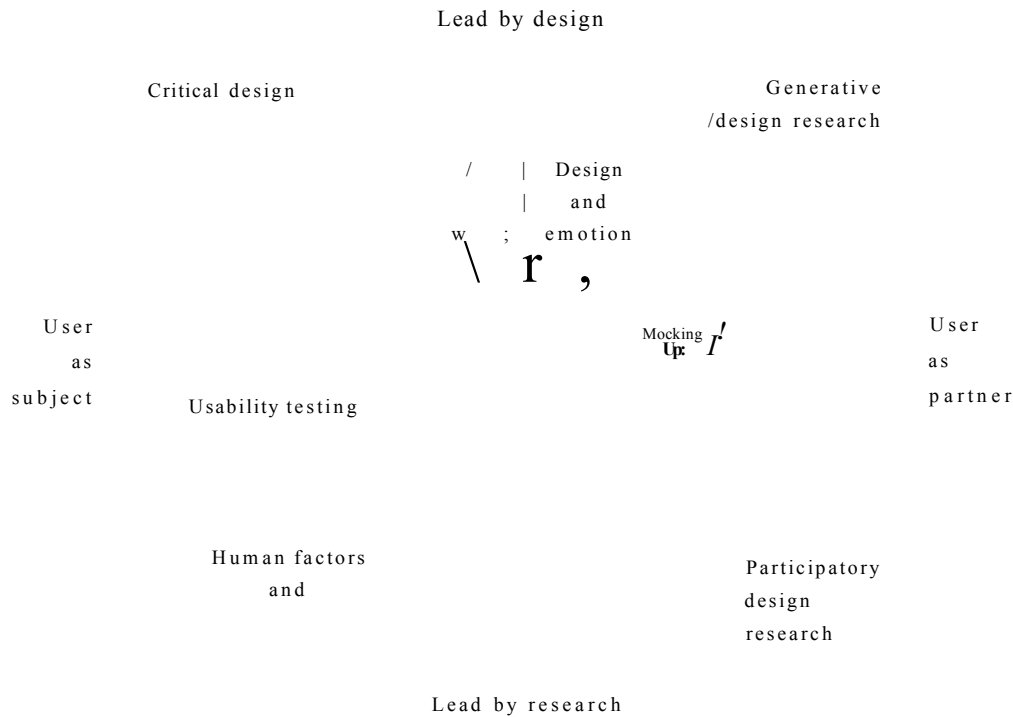 Lead by design
Critical design
Generative
/design research
/ | Design
| and
w ; emotion
\ r ,
User
as
subject
Mocking
Up: I'
User
as
partner
Usability testing
Human factors
and
Participatory
design
research
Lead by research